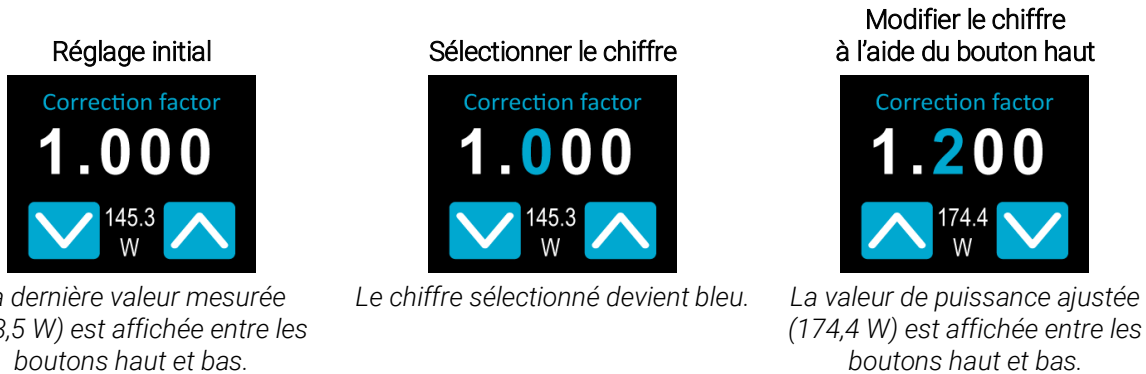 Réglage initial
Correction factor
1.000
145.3
W
dernière valeur mesurée
W) est affichée entre les
boutons haut et bas.
Sélectionner le chiffre
Correction factor
1.000
145.3
W
Le chiffre sélectionné devient bleu.
Modifier le chiffre
à l’aide du bouton haut
Correction factor
1.200
174.4
W
La valeur de puissance ajustée
(174,4 W) est affichée entre les
boutons haut et bas.